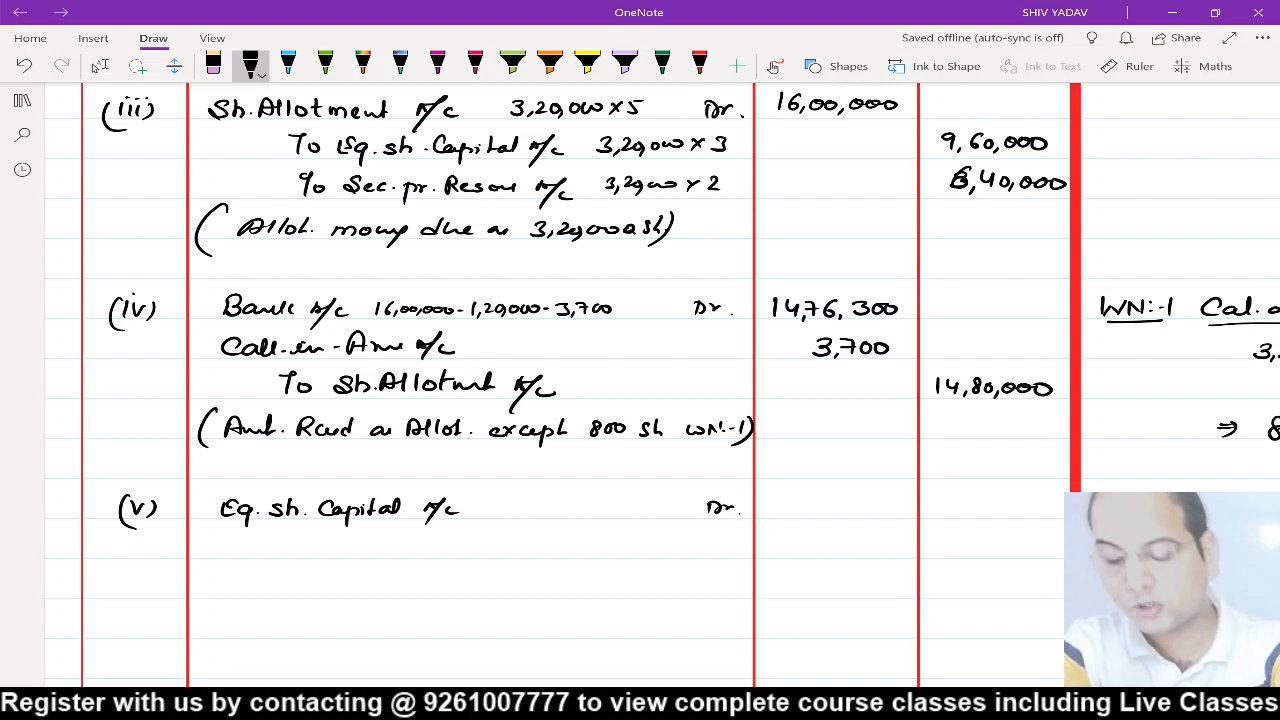 OneNote
SHIV YADAV
Home Insert Draw View
Saved offline (auto-sync is off) Share
Shapes Ink to Shape Ink to Text Ruler Maths
(iii) Sh. Allotment A/c 3,20,000 x 5 Dr. 16,00,000
To Eq. sh. Capital A/c 3,20,000 x 3 9,60,000
To Sec. pr. Reserve A/c 3,20,000 x 2 6,40,000
(Allot. money due on 3,20,000 sh)
(iv) Bank A/c 16,00,000 - 1,20,000 - 3,700 Dr. 14,76,300
Call-in-Arre A/c 3,700
To Sh. Allotment A/c 14,80,000
(Amt. Recd on Allot. except 800 sh WN:-1)
(v) Eq. sh. Capital A/c Dr.
WN:-1 Cal. o
3,
⇒ 8
Register with us by contacting @ 9261007777 to view complete course classes including Live Classes